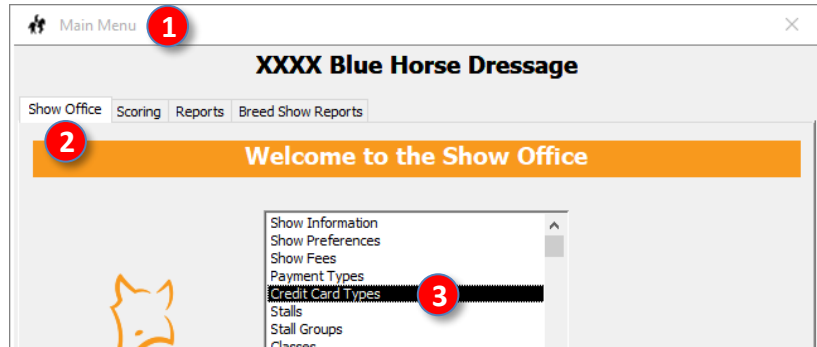 Main Menu 1
XXXX Blue Horse Dressage
Show Office Scoring Reports Breed Show Reports
2
Welcome to the Show Office
Show Information
Show Preferences
Show Fees
Payment Types
Credit Card Types 3
Stalls
Stall Groups
Classes